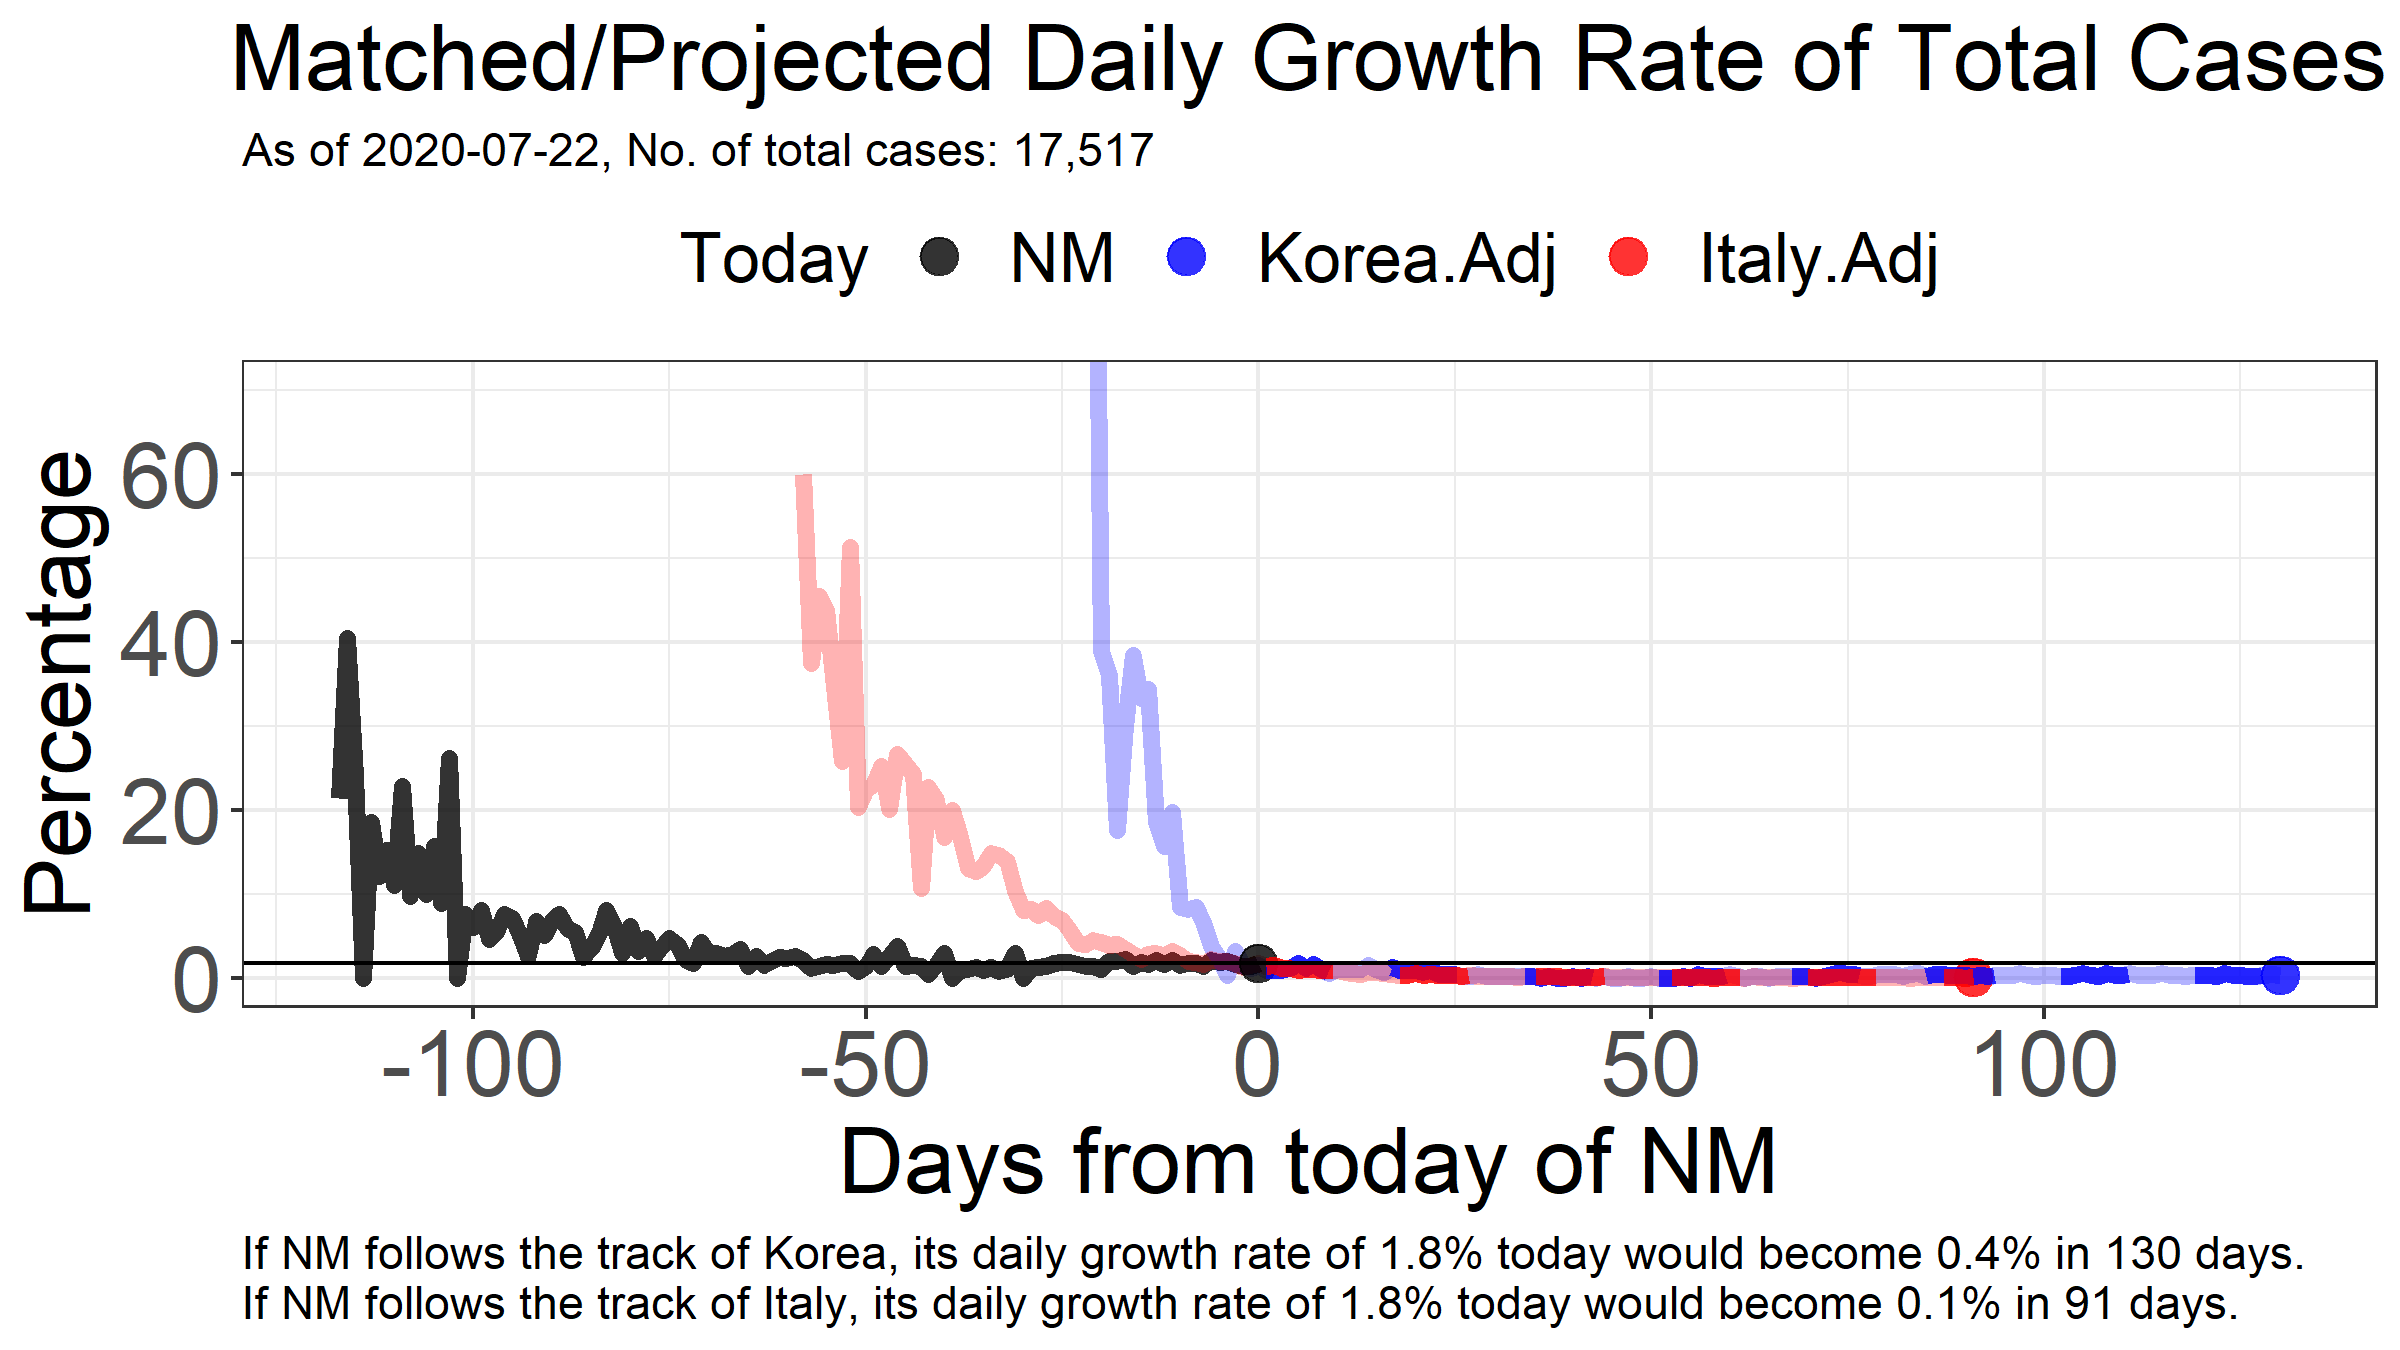 Matched/Projected Daily Growth Rate of Total Cases
As of 2020-07-22, No. of total cases: 17,517
Today NM Korea.Adj Italy.Adj
Percentage
60
40
20
0
-100 -50 0 50 100
Days from today of NM
If NM follows the track of Korea, its daily growth rate of 1.8% today would become 0.4% in 130 days.
If NM follows the track of Italy, its daily growth rate of 1.8% today would become 0.1% in 91 days.